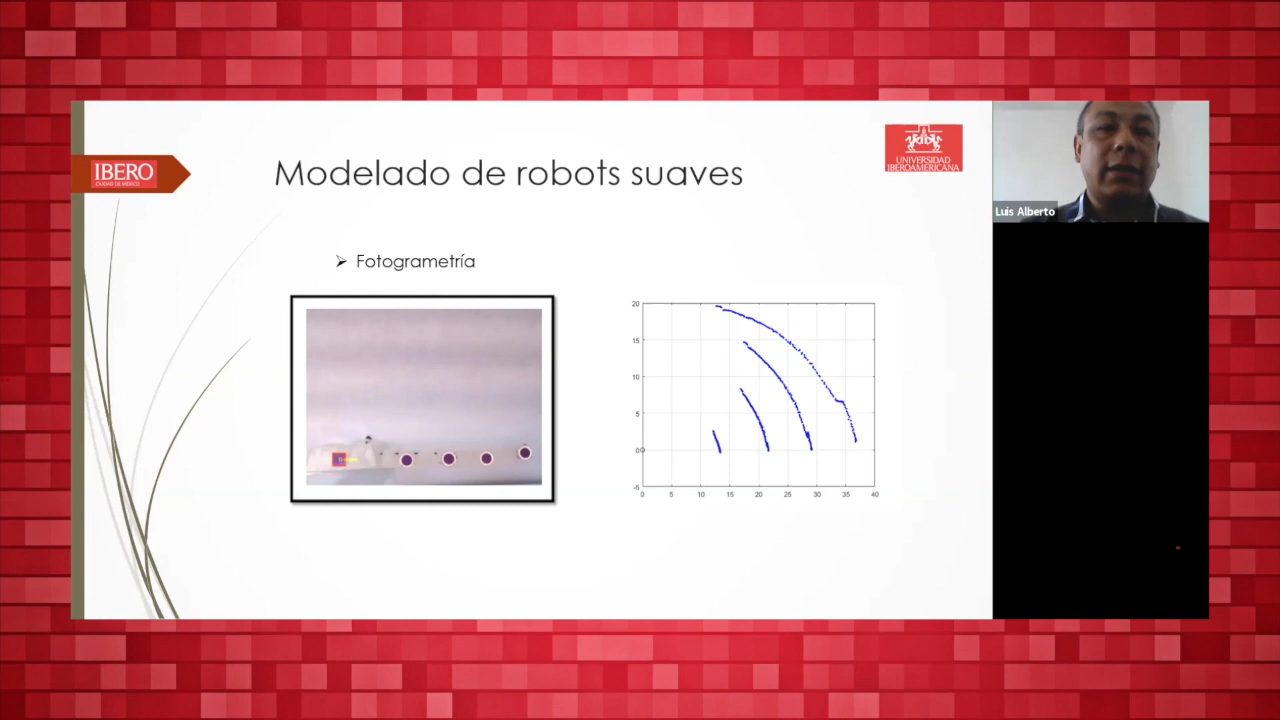 IBERO
CIUDAD DE MÉXICO
Modelado de robots suaves
UNIVERSIDAD
IBEROAMERICANA
Luis Alberto
➢ Fotogrametría
20
15
10
5
0
-5
0 5 10 15 20 25 30 35 40